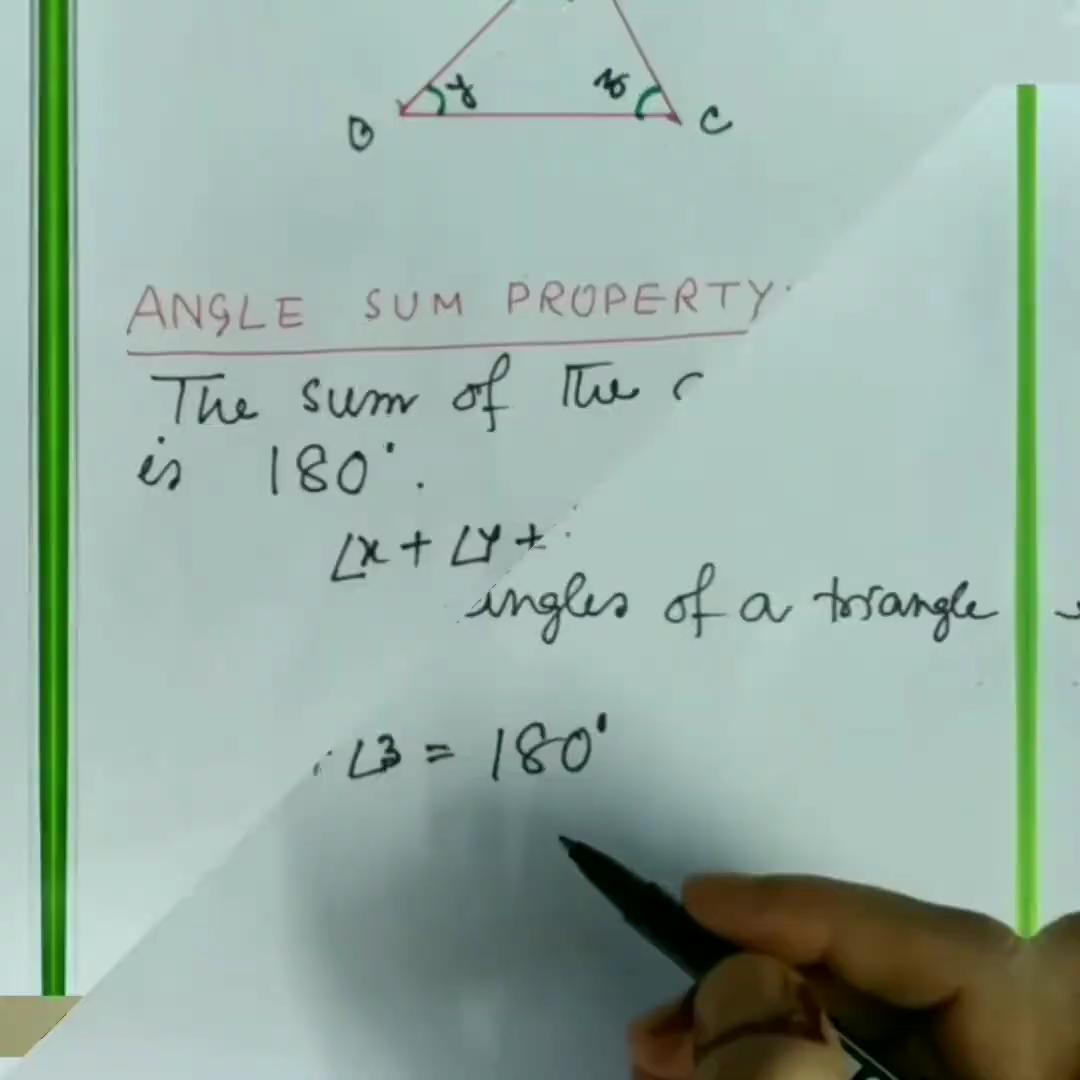 y z
B C
ANGLE SUM PROPERTY.
The sum of the
is 180°.
∠x + ∠y +
angles of a triangle
∠3 = 180°